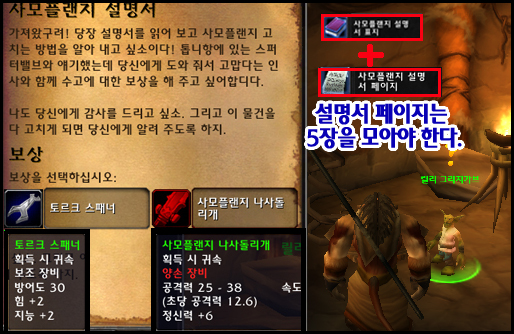 사모플랜지 설명서
가져왔구려! 당장 설명서를 읽어 보고 사모플랜지 고
치는 방법을 알아 내고 싶소이다! 톱니항에 있는 스퍼
터밸브와 얘기했는데 당신에게 도와 줘서 고맙다는 인
사와 함께 수고에 대한 보상을 해 주고 싶어합디다.
나도 당신에게 감사를 드리고 싶소. 그리고 이 물건을
다 고치게 되면 당신에게 알려 주도록 하지.
보상
보상을 선택하십시오:
토르크 스패너
사모플랜지 나사돌
리개
토르크 스패너
획득 시 귀속
보조 장비
방어도 30
힘 +2
지능 +2
사모플랜지 나사돌리개
획득 시 귀속
양손 장비
공격력 25 - 38 속도
(초당 공격력 12.6)
정신력 +6
사모플랜지 설명
서 표지
+
사모플랜지 설명
서 페이지
설명서 페이지는
5장을 모아야 한다.